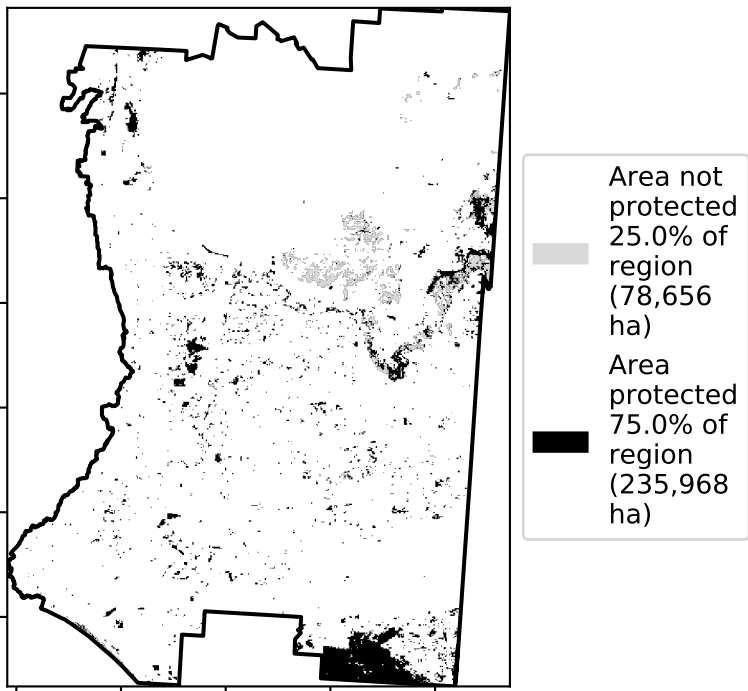 Area not
protected
25.0% of
region
(78,656
ha)
Area
protected
75.0% of
region
(235,968
ha)